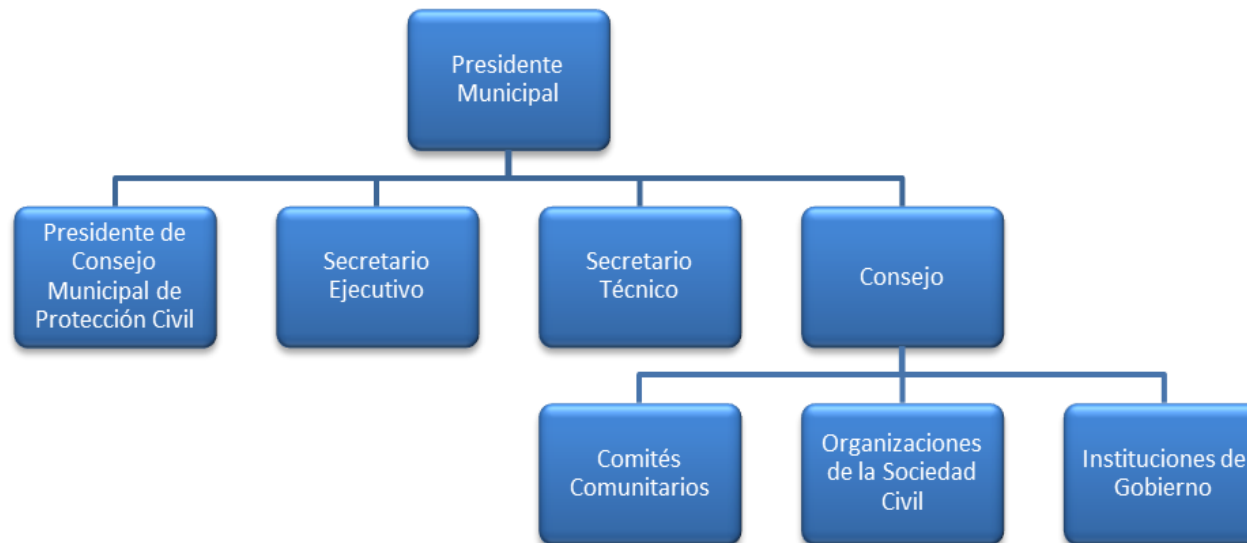 Presidente
Municipal
Presidente de
Consejo
Municipal de
Protección Civil
Secretario
Ejecutivo
Secretario
Técnico
Consejo
Comités
Comunitarios
Organizaciones
de la Sociedad
Civil
Instituciones de
Gobierno